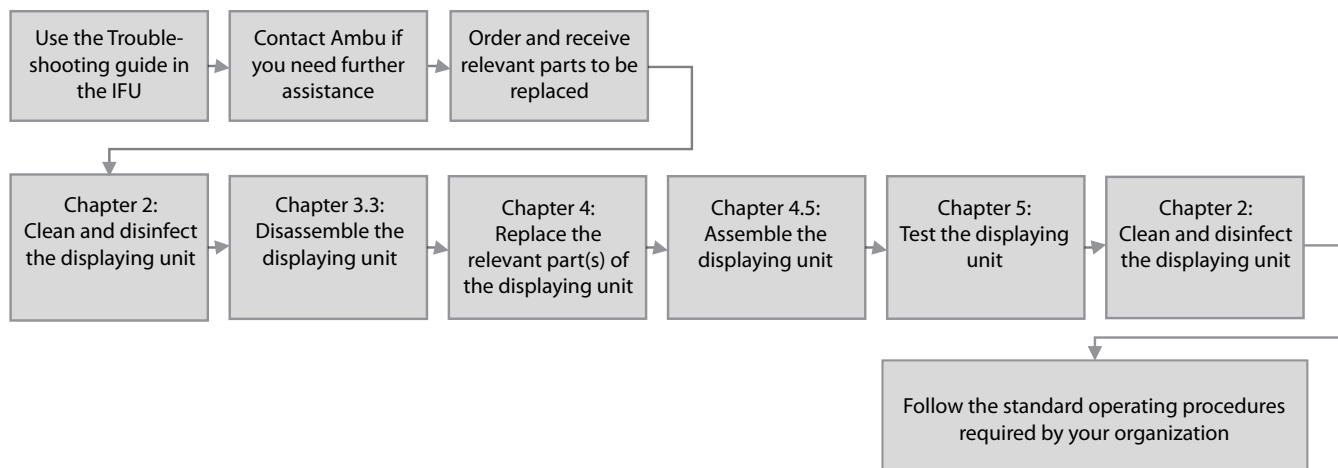 Use the Trouble-
shooting guide in
the IFU
Contact Ambu if
you need further
assistance
Order and receive
relevant parts to be
replaced
Chapter 2:
Clean and disinfect
the displaying unit
Chapter 3.3:
Disassemble the
displaying unit
Chapter 4:
Replace the
relevant part(s) of
the displaying unit
Chapter 4.5:
Assemble the
displaying unit
Chapter 5:
Test the displaying
unit
Chapter 2:
Clean and disinfect
the displaying unit
Follow the standard operating procedures
required by your organization